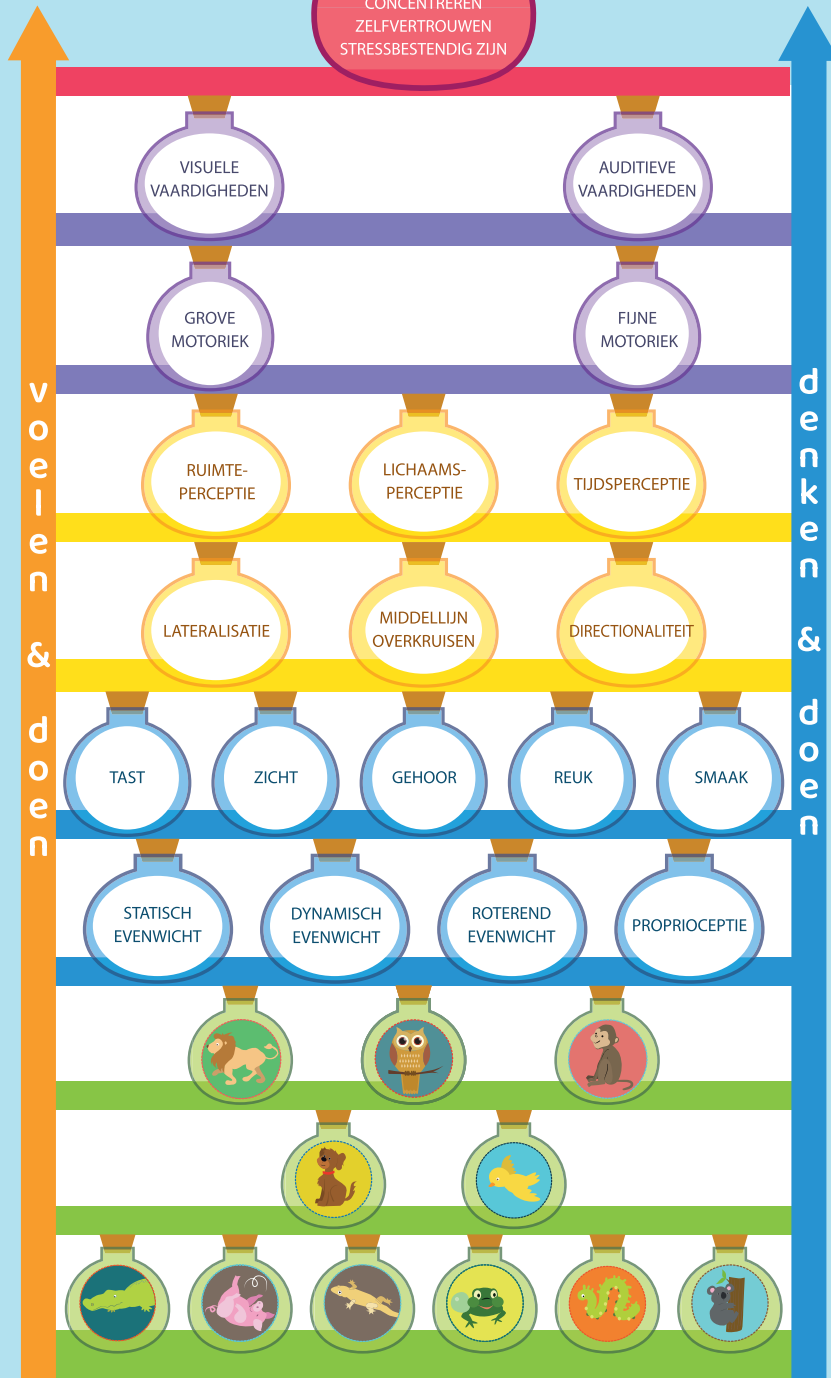 CONCENTREREN
ZELFVERTROUWEN
STRESSBESTENDIG ZIJN
VISUELE
VAARDIGHEDEN
AUDITIEVE
VAARDIGHEDEN
GROVE
MOTORIEK
FIJNE
MOTORIEK
RUIMTE-
PERCEPTIE
LICHAAMS-
PERCEPTIE
TIJDSPERCEPTIE
LATERALISATIE
MIDDELLIJN
OVERKRUISEN
DIRECTIONALITEIT
TAST
ZICHT
GEHOOR
REUK
SMAAK
STATISCH
EVENWICHT
DYNAMISCH
EVENWICHT
ROTEREND
EVENWICHT
PROPRIOCEPTIE
voelen & doen
denken & doen